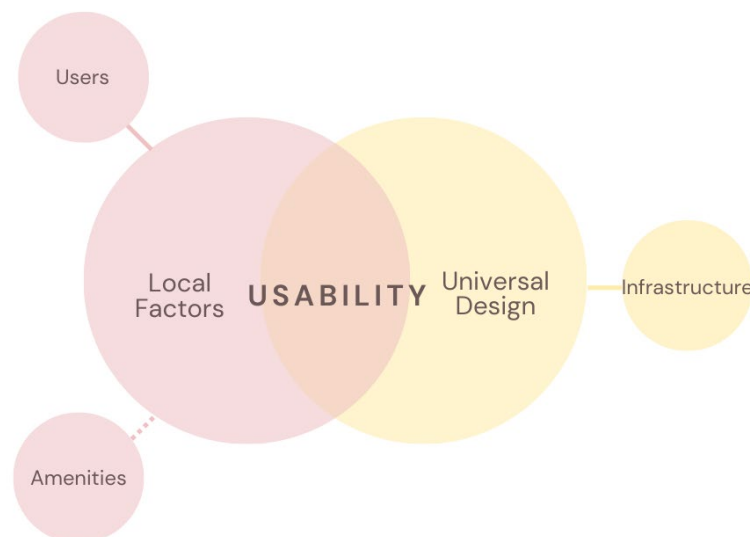 Users
Local
Factors
USABILITY
Universal
Design
Infrastructure
Amenities